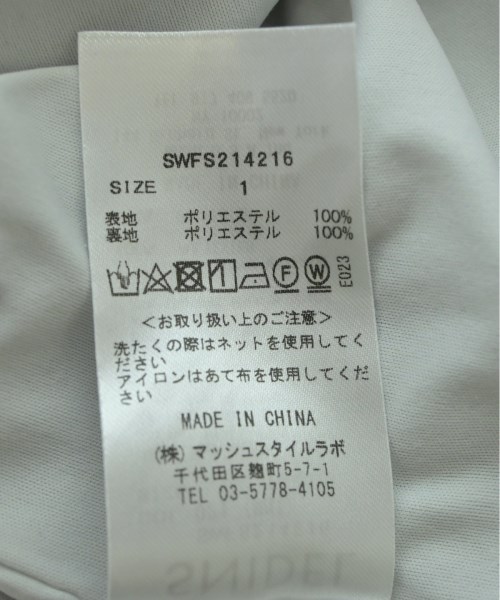 SWFS214216
SIZE 1
表地 ポリエステル 100%
裏地 ポリエステル 100%
F W E023
＜お取り扱い上のご注意＞
洗たくの際はネットを使用してく
ださい
アイロンはあて布を使用してくだ
さい
MADE IN CHINA
(株) マッシュスタイルラボ
千代田区麹町5-7-1
TEL 03-5778-4105
SNIDEL